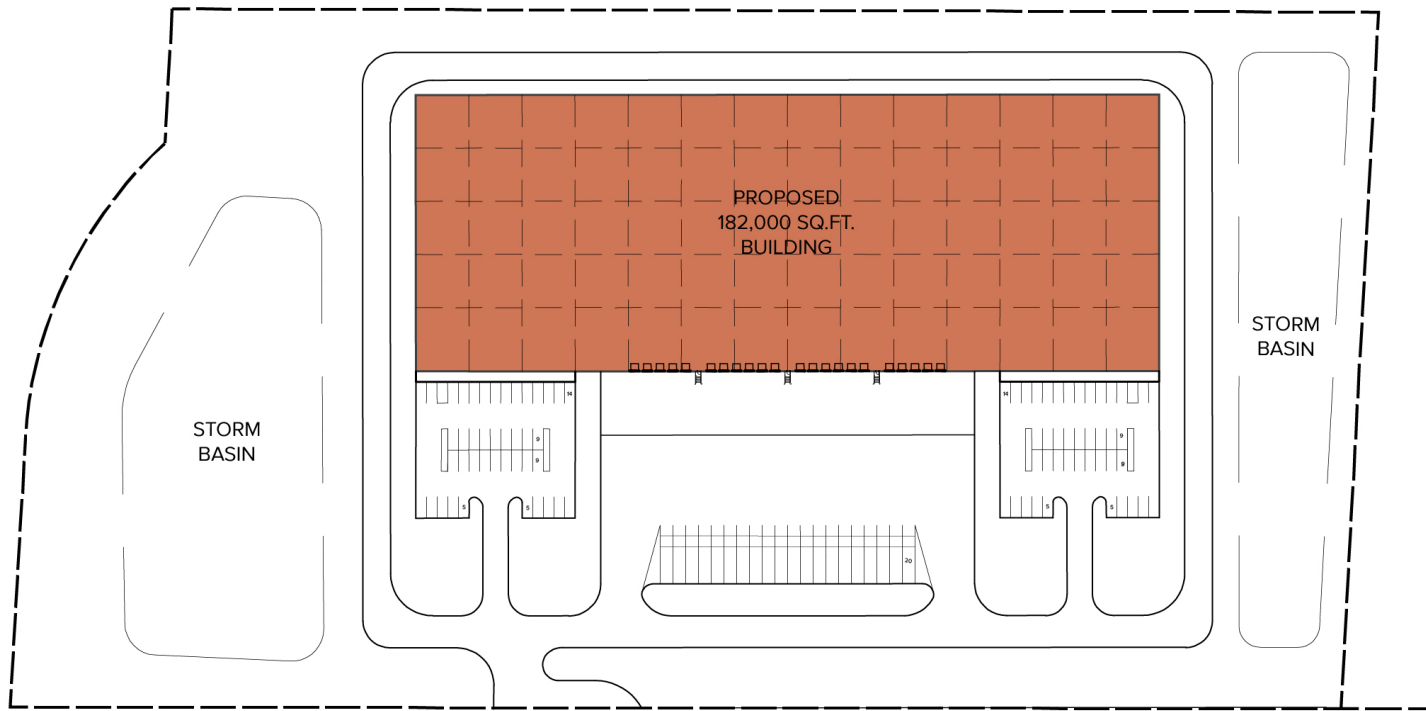 PROPOSED
182,000 SQ.FT.
BUILDING
STORM
BASIN
STORM
BASIN
14
14
9
9
9
9
5
5
5
5
20